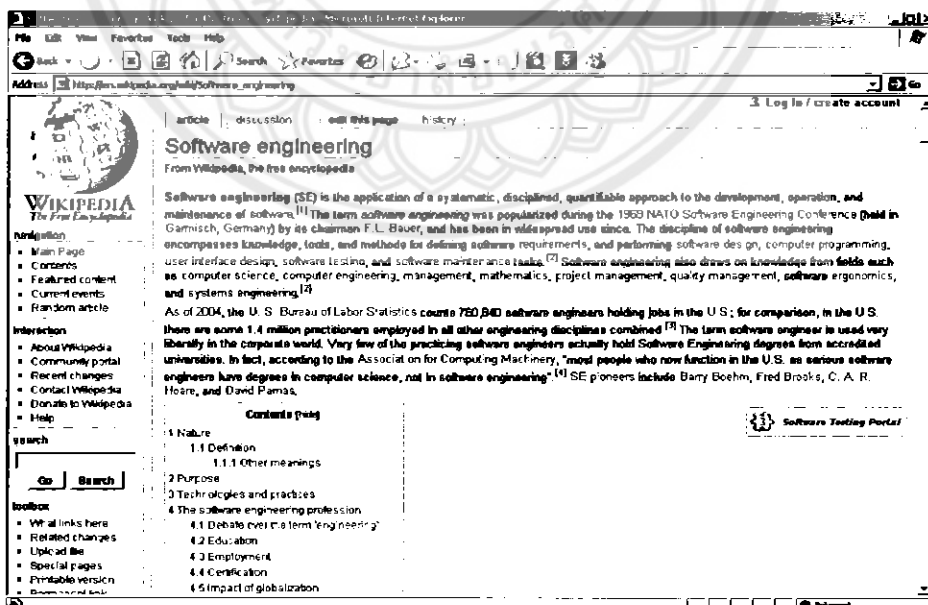 Microsoft Internet Explorer
File Edit View Favorites Tools Help
Back Search Favorites
Address http://en.wikipedia.org/wiki/Software_engineering Go
Log in / create account
article discussion edit this page history
Software engineering
From Wikipedia, the free encyclopedia
Software engineering (SE) is the application of a systematic, disciplined, quantifiable approach to the development, operation, and
maintenance of software.[1] The term software engineering was popularized during the 1968 NATO Software Engineering Conference (held in
Garmisch, Germany) by its chairman F.L. Bauer, and has been in widespread use since. The discipline of software engineering
encompasses knowledge, tools, and methods for defining software requirements, and performing software design, computer programming,
user interface design, software testing, and software maintenance tasks.[2] Software engineering also draws on knowledge from fields such
as computer science, computer engineering, management, mathematics, project management, quality management, software ergonomics,
and systems engineering.[2]
As of 2004, the U. S. Bureau of Labor Statistics counts 760,840 software engineers holding jobs in the U.S.; for comparison, in the U.S.
there are some 1.4 million practitioners employed in all other engineering disciplines combined.[3] The term software engineer is used very
liberally in the corporate world. Very few of the practicing software engineers actually hold Software Engineering degrees from accredited
universities. In fact, according to the Association for Computing Machinery, "most people who now function in the U.S. as serious software
engineers have degrees in computer science, not in software engineering".[4] SE pioneers include Barry Boehm, Fred Brooks, C. A. R.
Hoare, and David Parnas.
WIKIPEDIA
The Free Encyclopedia
navigation
Main Page
Contents
Featured content
Current events
Random article
interaction
About Wikipedia
Community portal
Recent changes
Contact Wikipedia
Donate to Wikipedia
Help
search
Go Search
toolbox
What links here
Related changes
Upload file
Special pages
Printable version
Permanent link
Contents [hide]
1 Nature
1.1 Definition
1.1.1 Other meanings
2 Purpose
3 Technologies and practices
4 The software engineering profession
4.1 Debate over the term 'engineering'
4.2 Education
4.3 Employment
4.4 Certification
4.5 Impact of globalization
Software Testing Portal